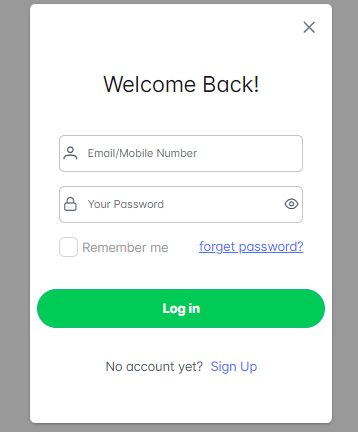 Welcome Back!
Email/Mobile Number
Your Password
Remember me forget password?
Log in
No account yet? Sign Up